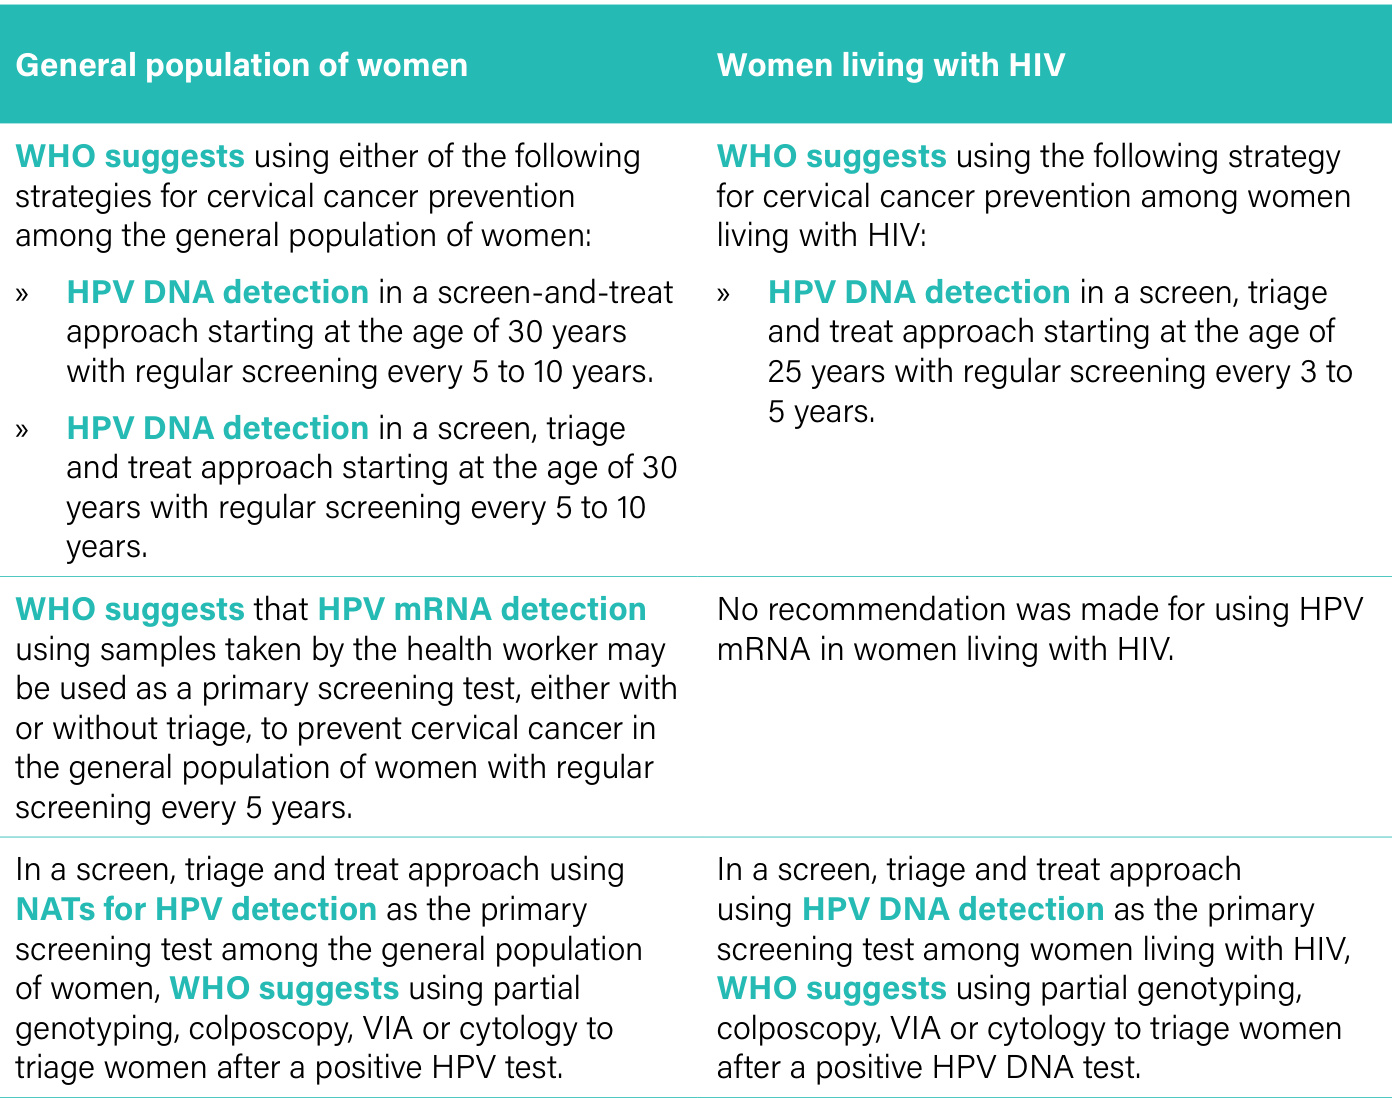 General population of women
Women living with HIV
WHO suggests using either of the following
strategies for cervical cancer prevention
among the general population of women:
» HPV DNA detection in a screen-and-treat
approach starting at the age of 30 years
with regular screening every 5 to 10 years.
» HPV DNA detection in a screen, triage
and treat approach starting at the age of 30
years with regular screening every 5 to 10
years.
WHO suggests using the following strategy
for cervical cancer prevention among women
living with HIV:
» HPV DNA detection in a screen, triage
and treat approach starting at the age of
25 years with regular screening every 3 to
5 years.
WHO suggests that HPV mRNA detection
using samples taken by the health worker may
be used as a primary screening test, either with
or without triage, to prevent cervical cancer in
the general population of women with regular
screening every 5 years.
No recommendation was made for using HPV
mRNA in women living with HIV.
In a screen, triage and treat approach using
NATs for HPV detection as the primary
screening test among the general population
of women, WHO suggests using partial
genotyping, colposcopy, VIA or cytology to
triage women after a positive HPV test.
In a screen, triage and treat approach
using HPV DNA detection as the primary
screening test among women living with HIV,
WHO suggests using partial genotyping,
colposcopy, VIA or cytology to triage women
after a positive HPV DNA test.